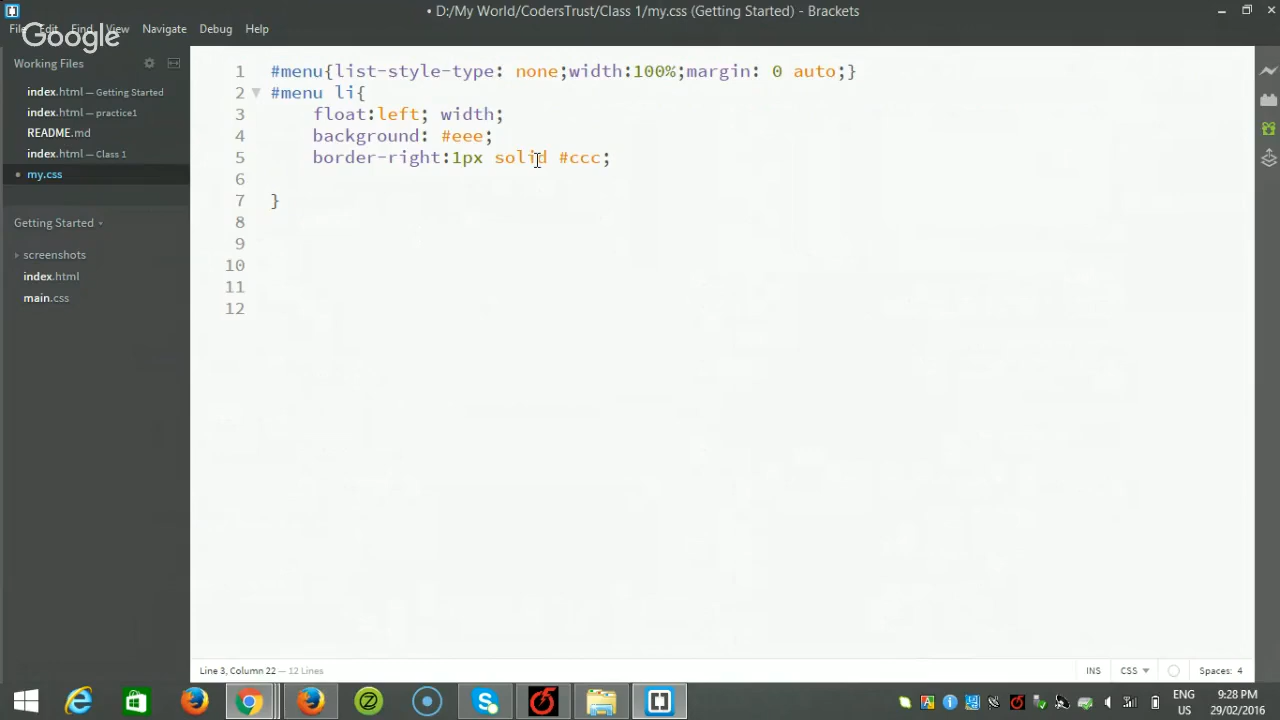 • D:/My World/CodersTrust/Class 1/my.css (Getting Started) - Brackets
File Edit Find View Navigate Debug Help
Google
Working Files
index.html — Getting Started
index.html — practice1
README.md
index.html — Class 1
my.css
Getting Started
screenshots
index.html
main.css
1 #menu{list-style-type: none;width:100%;margin: 0 auto;}
2 #menu li{
3 float:left; width;
4 background: #eee;
5 border-right:1px solid #ccc;
6
7 }
8
9
10
11
12
Line 3, Column 22 — 12 Lines
INS CSS Spaces: 4
ENG 9:28 PM
US 29/02/2016